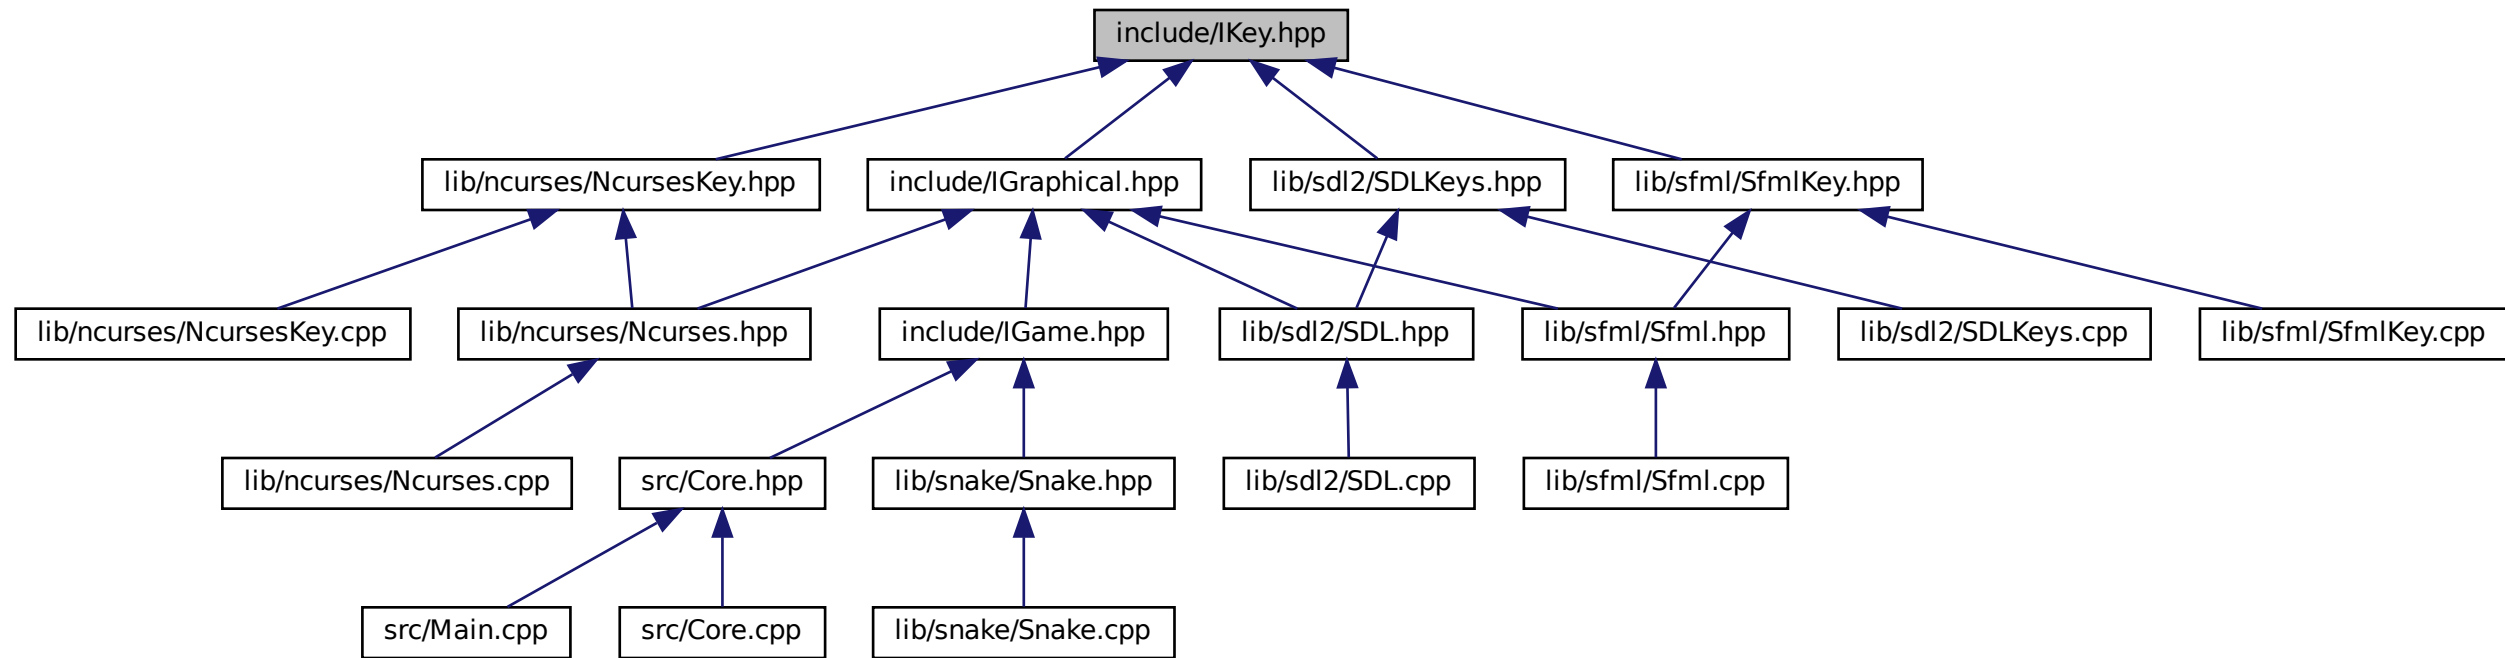 include/IKey.hpp
lib/ncurses/NcursesKey.hpp
include/IGraphical.hpp
lib/sdl2/SDLKeys.hpp
lib/sfml/SfmlKey.hpp
lib/ncurses/NcursesKey.cpp
lib/ncurses/Ncurses.hpp
include/IGame.hpp
lib/sdl2/SDL.hpp
lib/sfml/Sfml.hpp
lib/sdl2/SDLKeys.cpp
lib/sfml/SfmlKey.cpp
lib/ncurses/Ncurses.cpp
src/Core.hpp
lib/snake/Snake.hpp
lib/sdl2/SDL.cpp
lib/sfml/Sfml.cpp
src/Main.cpp
src/Core.cpp
lib/snake/Snake.cpp